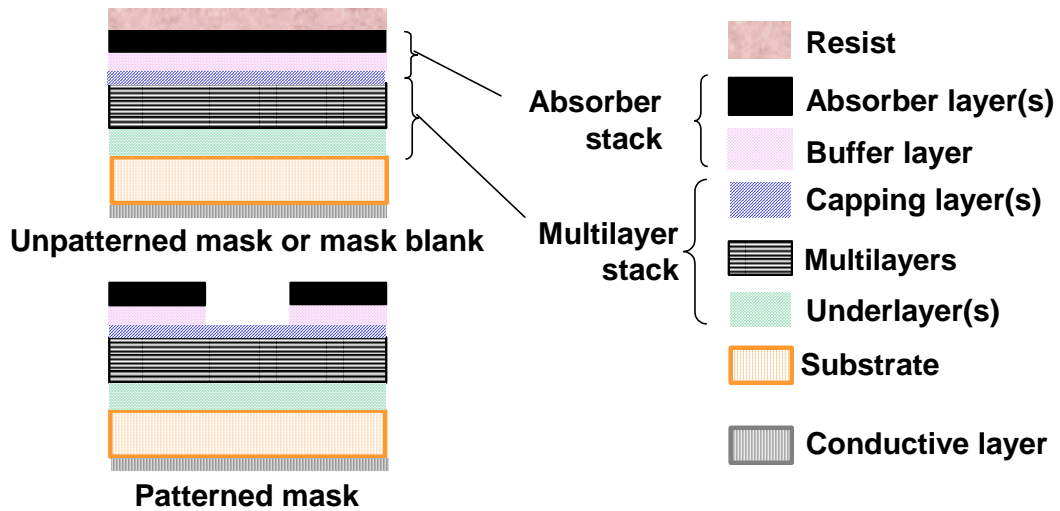 Resist
Absorber
stack
Absorber layer(s)
Buffer layer
Capping layer(s)
Unpatterned mask or mask blank
Multilayer
stack
Multilayers
Underlayer(s)
Substrate
Conductive layer
Patterned mask